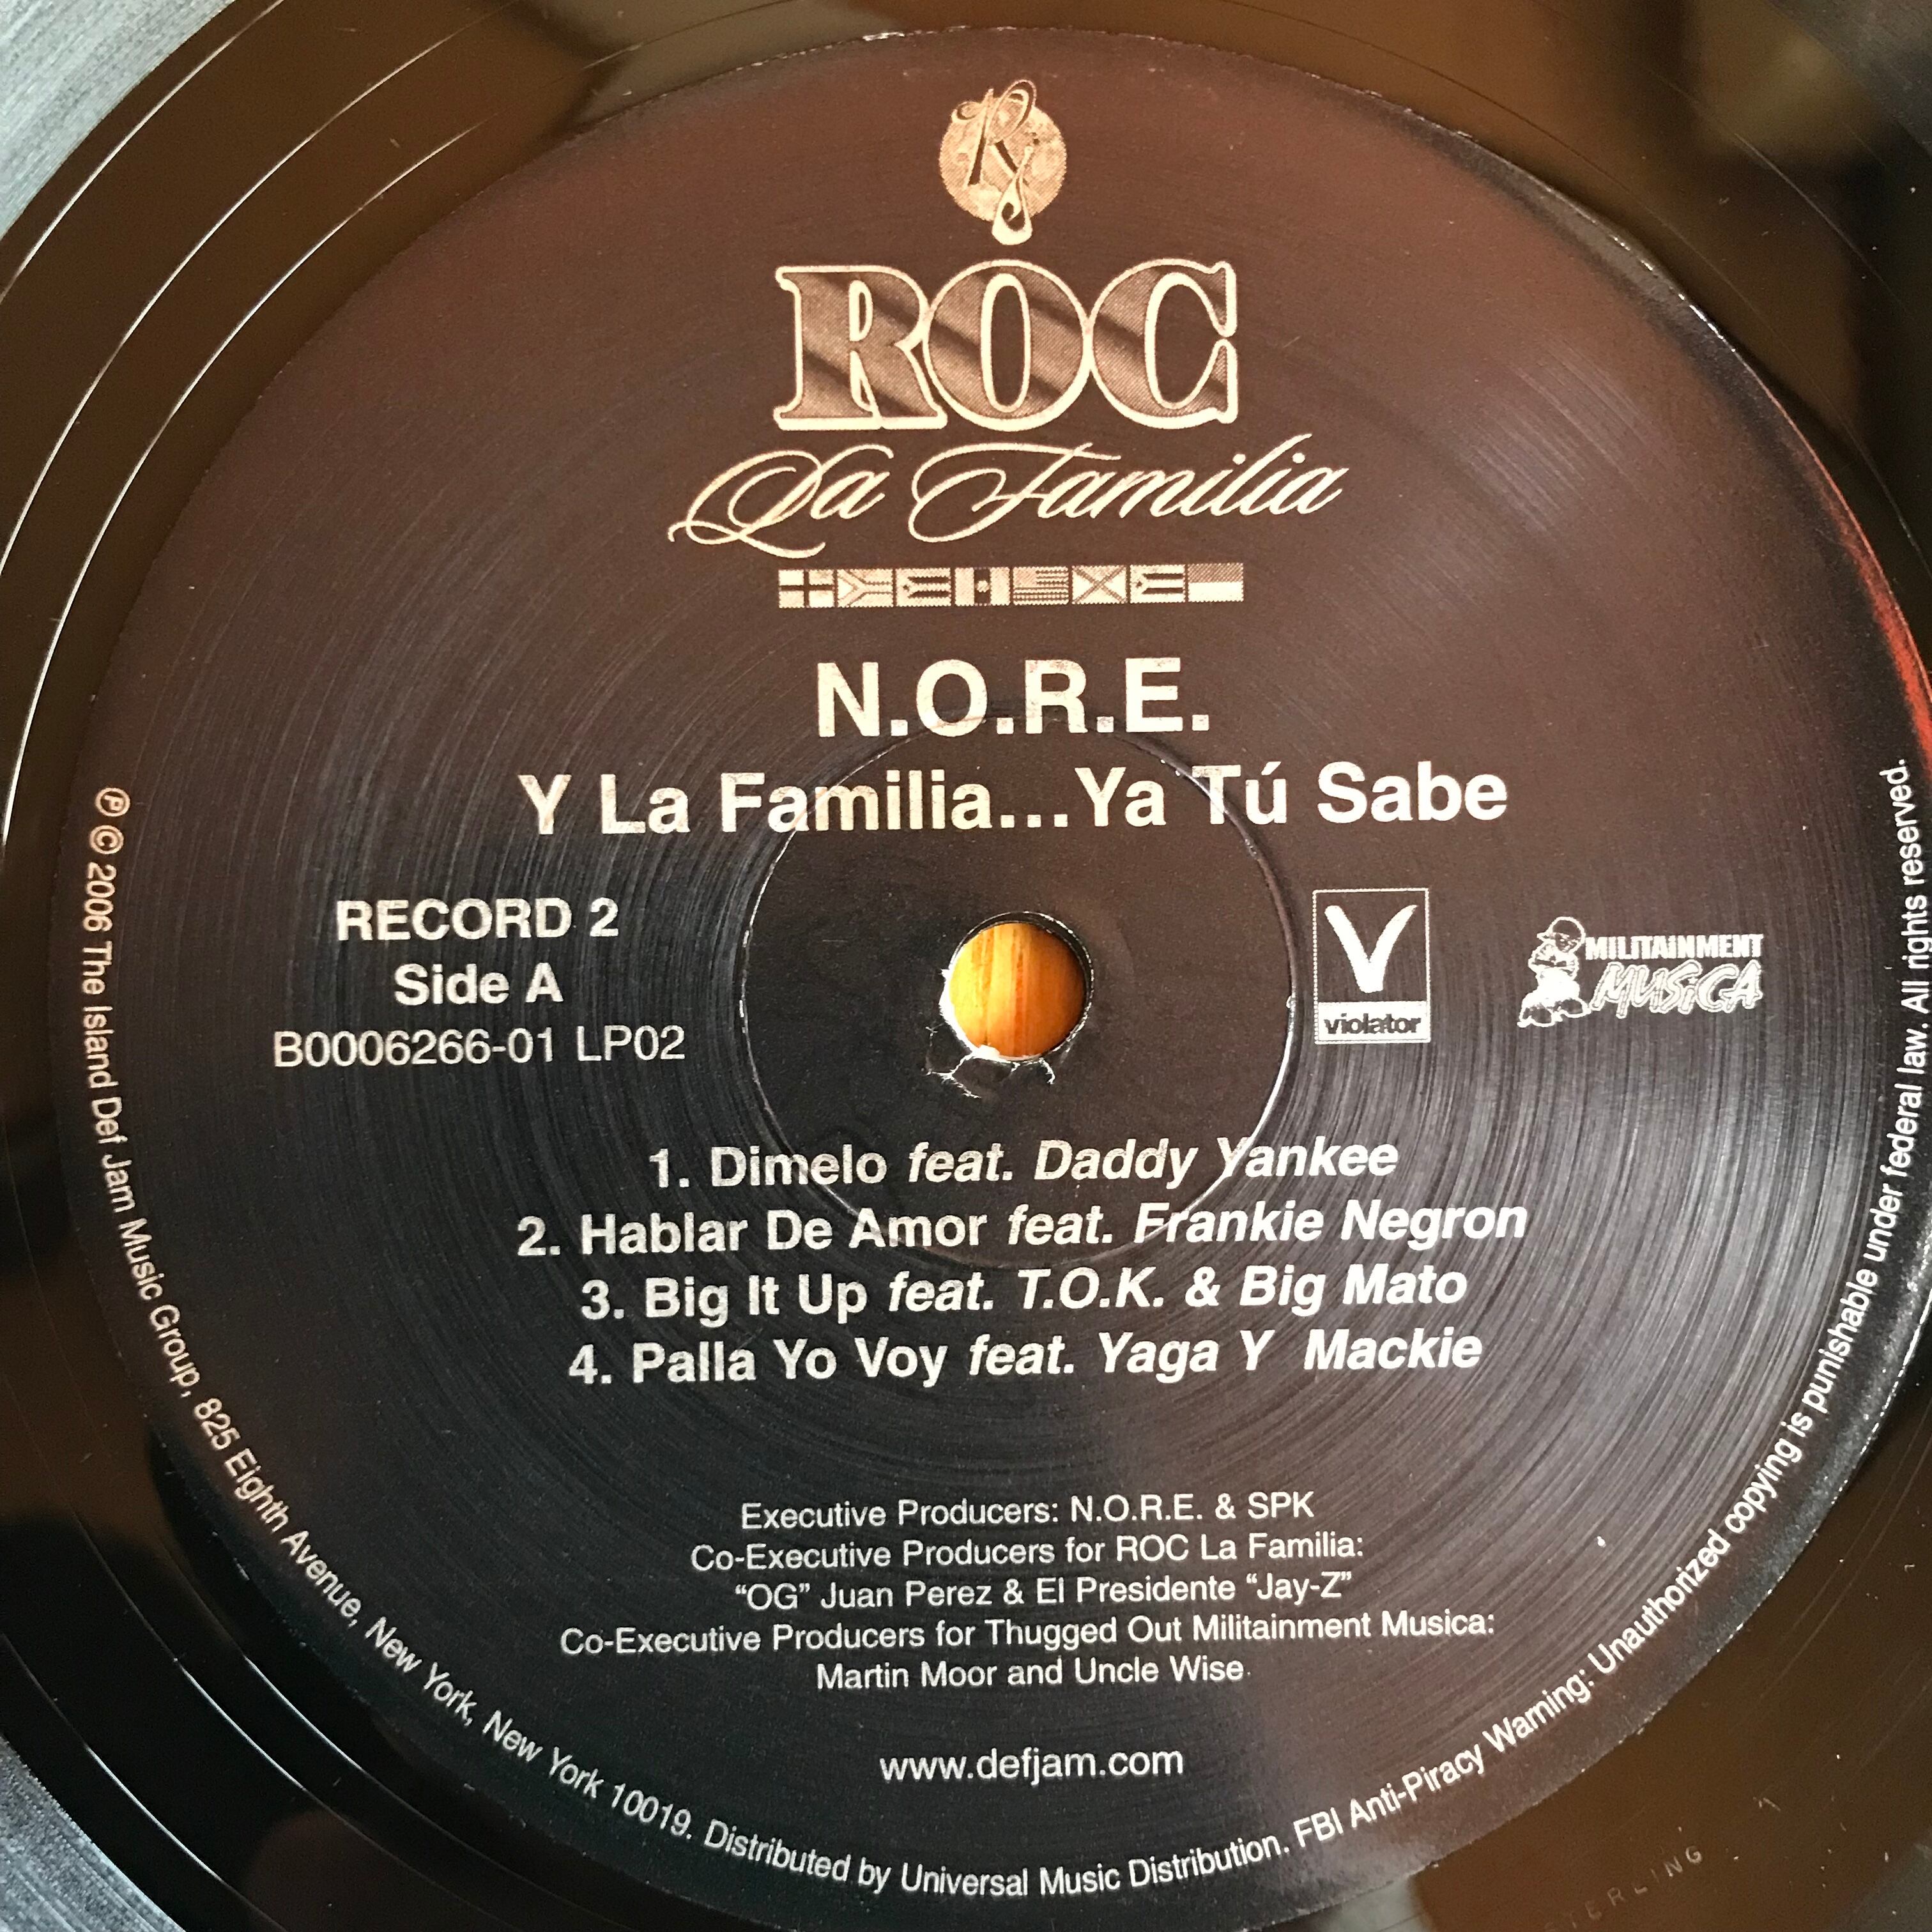 RJ
ROC
La Familia
N.O.R.E.
Y La Familia...Ya Tú Sabe
RECORD 2
Side A
B0006266-01 LP02
V
violator
MILITAINMENT
MUSICA
1. Dimelo feat. Daddy Yankee
2. Hablar De Amor feat. Frankie Negron
3. Big It Up feat. T.O.K. & Big Mato
4. Palla Yo Voy feat. Yaga Y Mackie
Executive Producers: N.O.R.E. & SPK
Co-Executive Producers for ROC La Familia:
“OG” Juan Perez & El Presidente “Jay-Z”
Co-Executive Producers for Thugged Out Militainment Musica:
Martin Moor and Uncle Wise
www.defjam.com
℗ © 2006 The Island Def Jam Music Group, 825 Eighth Avenue, New York, New York 10019. Distributed by Universal Music Distribution. FBI Anti-Piracy Warning: Unauthorized copying is punishable under federal law. All rights reserved.
STERLING